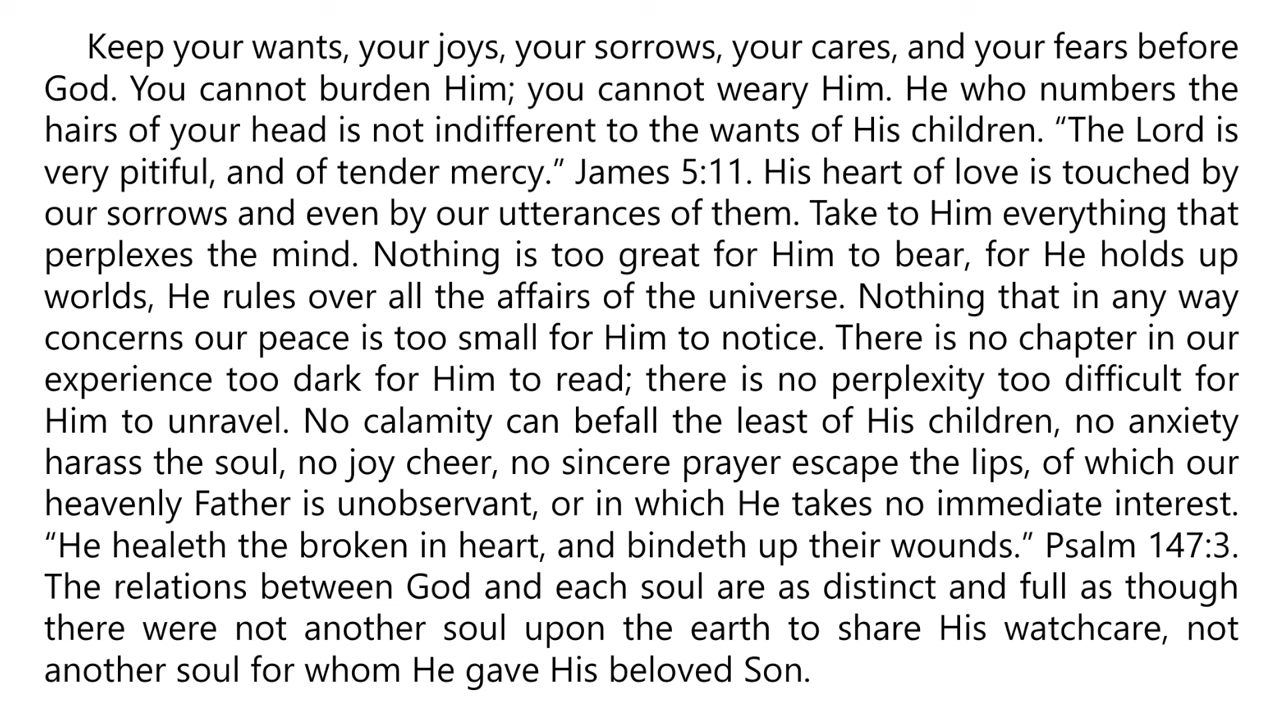 Keep your wants, your joys, your sorrows, your cares, and your fears before
God. You cannot burden Him; you cannot weary Him. He who numbers the
hairs of your head is not indifferent to the wants of His children. “The Lord is
very pitiful, and of tender mercy.” James 5:11. His heart of love is touched by
our sorrows and even by our utterances of them. Take to Him everything that
perplexes the mind. Nothing is too great for Him to bear, for He holds up
worlds, He rules over all the affairs of the universe. Nothing that in any way
concerns our peace is too small for Him to notice. There is no chapter in our
experience too dark for Him to read; there is no perplexity too difficult for
Him to unravel. No calamity can befall the least of His children, no anxiety
harass the soul, no joy cheer, no sincere prayer escape the lips, of which our
heavenly Father is unobservant, or in which He takes no immediate interest.
“He healeth the broken in heart, and bindeth up their wounds.” Psalm 147:3.
The relations between God and each soul are as distinct and full as though
there were not another soul upon the earth to share His watchcare, not
another soul for whom He gave His beloved Son.